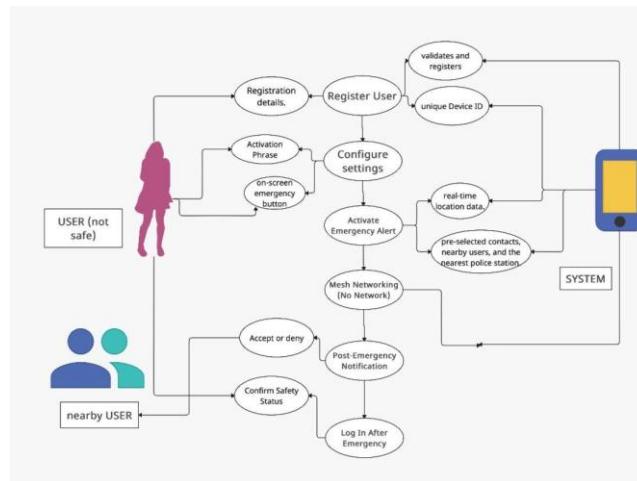 validates and
registers
Registration
details.
Register User
unique Device ID
Activation
Phrase
Configure
settings
on-screen
emergency
button
real-time
location data.
USER (not
safe)
Activate
Emergency Alert
pre-selected contacts,
nearby users, and the
nearest police station.
SYSTEM
Mesh Networking
(No Network)
Accept or deny
Post-Emergency
Notification
Confirm Safety
Status
nearby USER
Log In After
Emergency